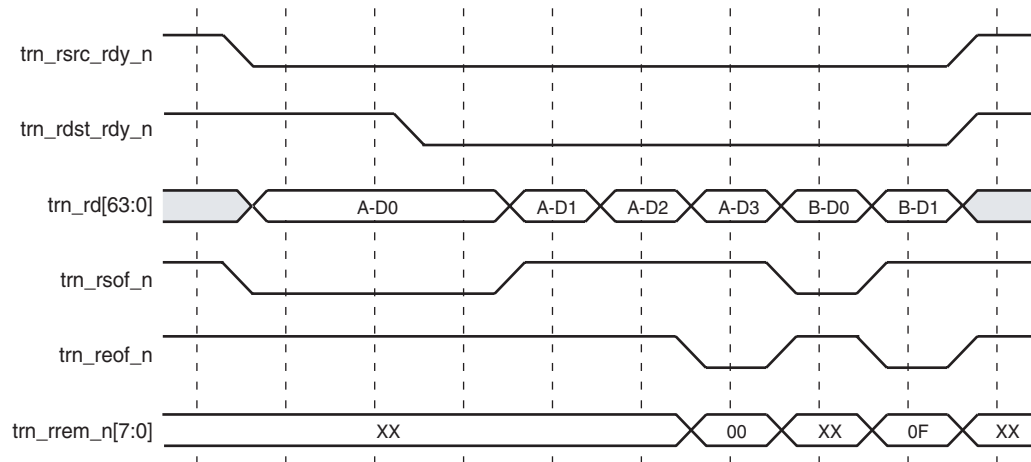 trn_rsrc_rdy_n
trn_rdst_rdy_n
trn_rd[63:0] A-D0 A-D1 A-D2 A-D3 B-D0 B-D1
trn_rsof_n
trn_reof_n
trn_rrem_n[7:0] XX 00 XX 0F XX